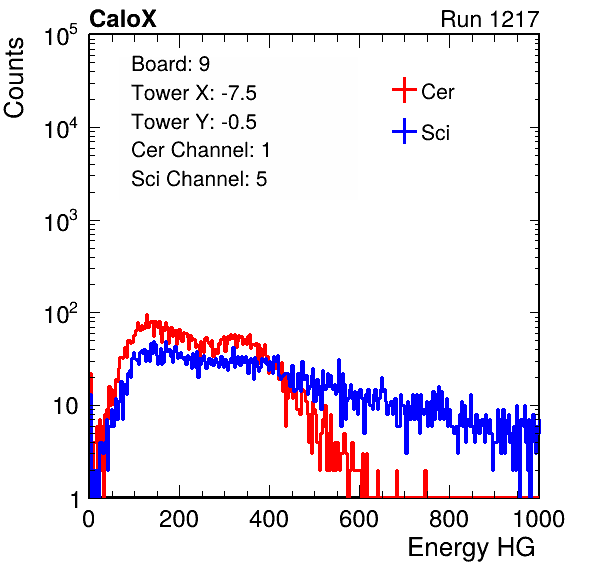 CaloX Run 1217
Counts
10^5
10^4
10^3
10^2
10
1
Board: 9
Tower X: -7.5
Tower Y: -0.5
Cer Channel: 1
Sci Channel: 5
Cer
Sci
0 200 400 600 800 1000
Energy HG